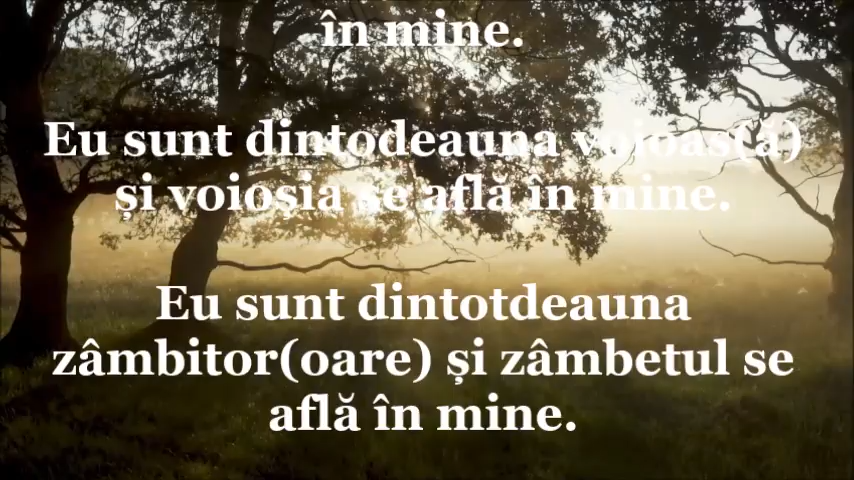 în mine.
Eu sunt dintodeauna voioas(ă)
și voioșia se află în mine.
Eu sunt dintotdeauna
zâmbitor(oare) și zâmbetul se
află în mine.